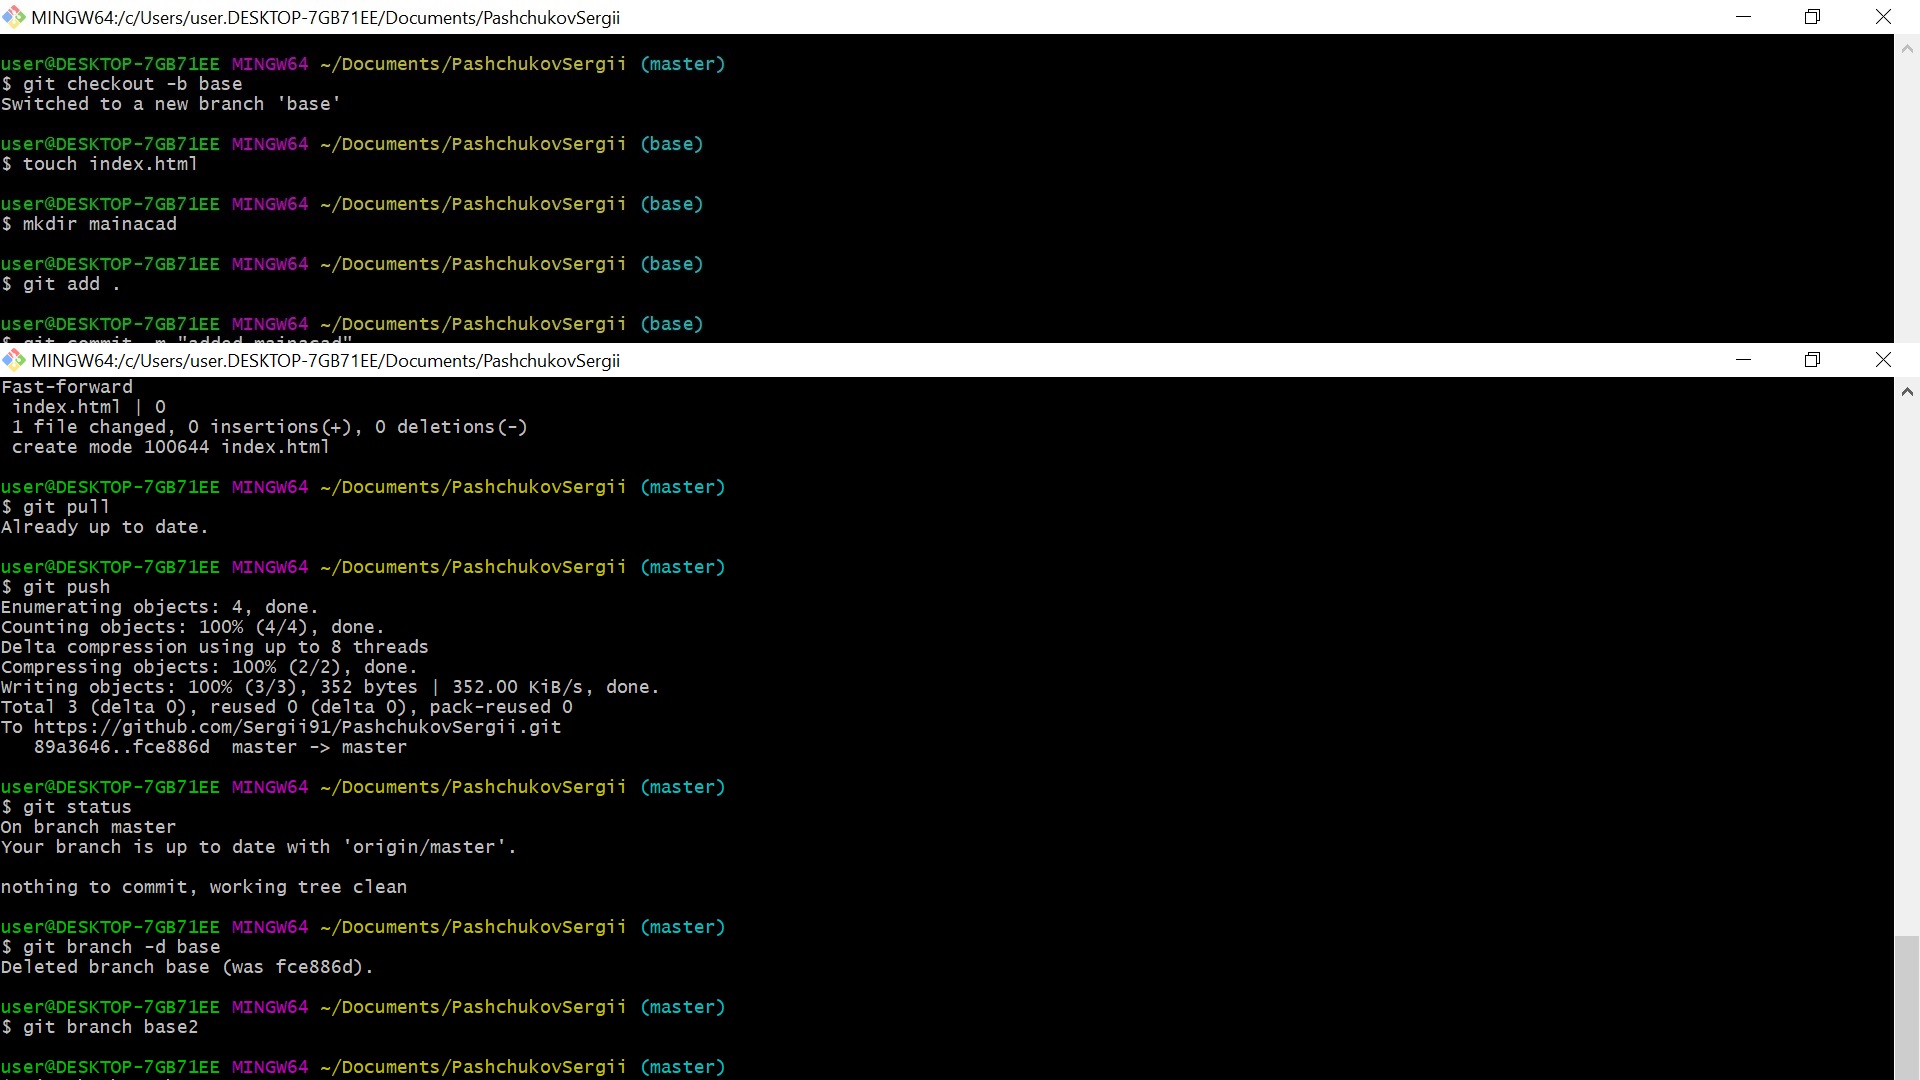 MINGW64:/c/Users/user.DESKTOP-7GB71EE/Documents/PashchukovSergii
user@DESKTOP-7GB71EE MINGW64 ~/Documents/PashchukovSergii (master)
$ git checkout -b base
Switched to a new branch 'base'
user@DESKTOP-7GB71EE MINGW64 ~/Documents/PashchukovSergii (base)
$ touch index.html
user@DESKTOP-7GB71EE MINGW64 ~/Documents/PashchukovSergii (base)
$ mkdir mainacad
user@DESKTOP-7GB71EE MINGW64 ~/Documents/PashchukovSergii (base)
$ git add .
user@DESKTOP-7GB71EE MINGW64 ~/Documents/PashchukovSergii (base)
$ git commit -m "added mainacad"
MINGW64:/c/Users/user.DESKTOP-7GB71EE/Documents/PashchukovSergii
Fast-forward
index.html | 0
1 file changed, 0 insertions(+), 0 deletions(-)
create mode 100644 index.html
user@DESKTOP-7GB71EE MINGW64 ~/Documents/PashchukovSergii (master)
$ git pull
Already up to date.
user@DESKTOP-7GB71EE MINGW64 ~/Documents/PashchukovSergii (master)
$ git push
Enumerating objects: 4, done.
Counting objects: 100% (4/4), done.
Delta compression using up to 8 threads
Compressing objects: 100% (2/2), done.
Writing objects: 100% (3/3), 352 bytes | 352.00 KiB/s, done.
Total 3 (delta 0), reused 0 (delta 0), pack-reused 0
To https://github.com/Sergii91/PashchukovSergii.git
89a3646..fce886d  master -> master
user@DESKTOP-7GB71EE MINGW64 ~/Documents/PashchukovSergii (master)
$ git status
On branch master
Your branch is up to date with 'origin/master'.
nothing to commit, working tree clean
user@DESKTOP-7GB71EE MINGW64 ~/Documents/PashchukovSergii (master)
$ git branch -d base
Deleted branch base (was fce886d).
user@DESKTOP-7GB71EE MINGW64 ~/Documents/PashchukovSergii (master)
$ git branch base2
user@DESKTOP-7GB71EE MINGW64 ~/Documents/PashchukovSergii (master)